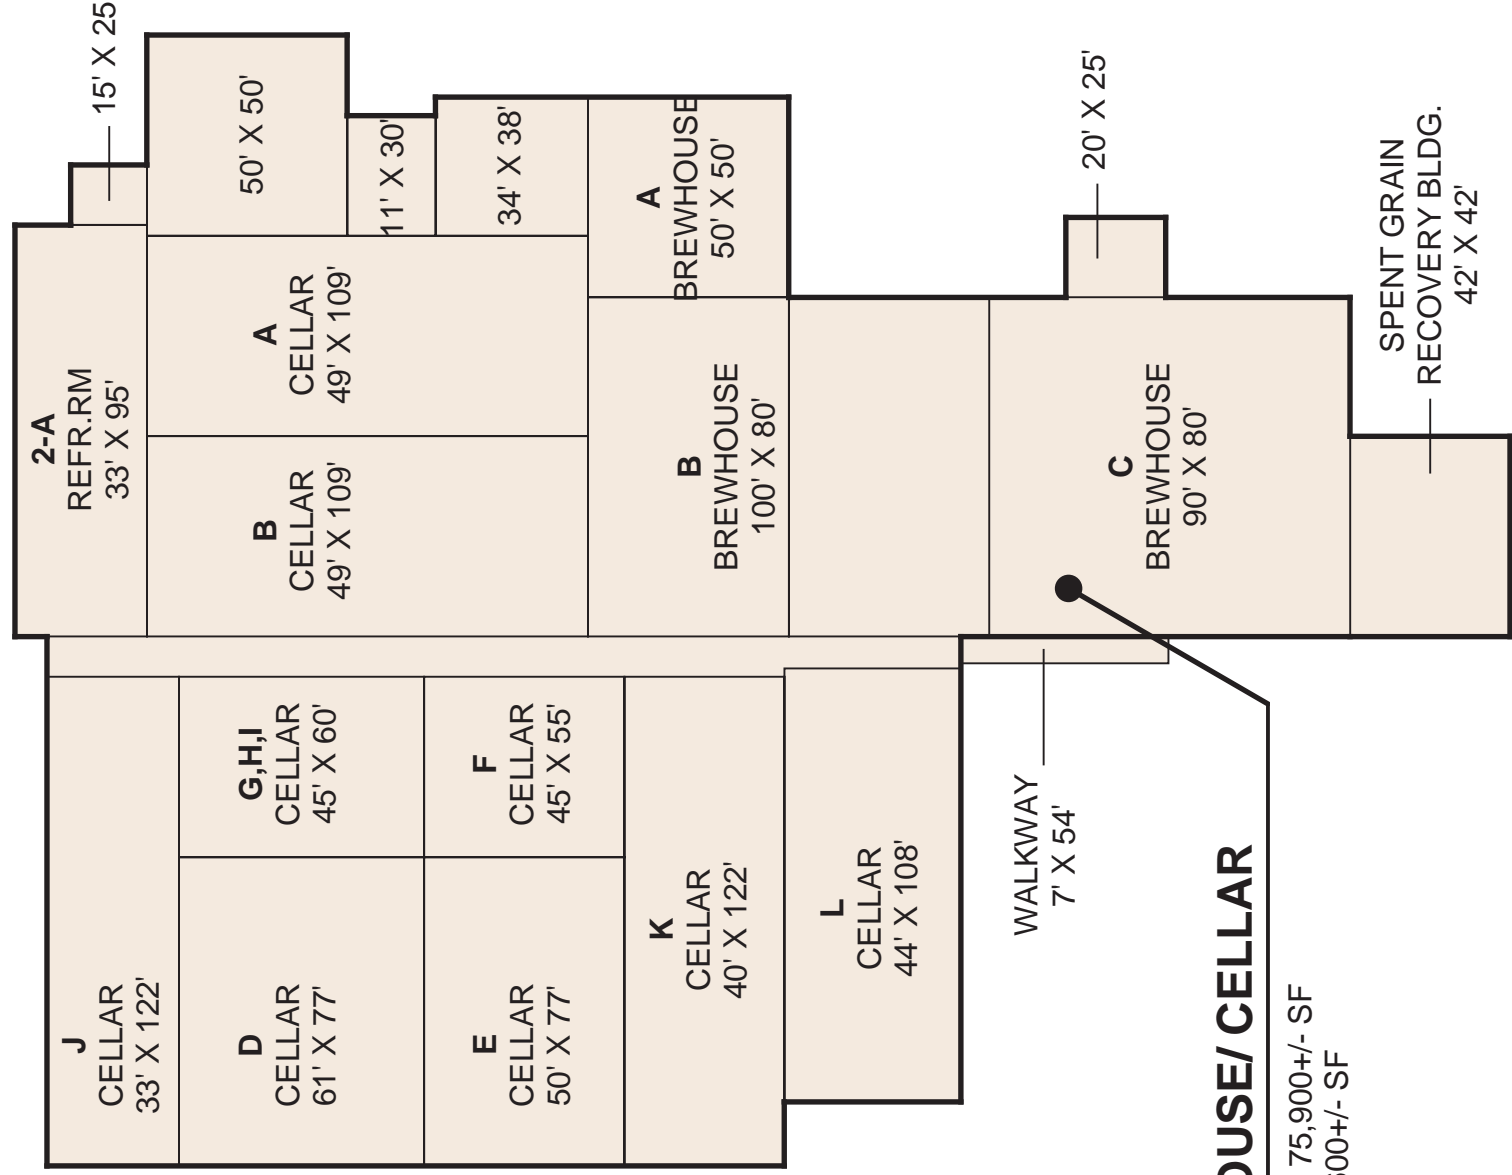 15' X 25
50' X 50'
11' X 30'
34' X 38'
A
BREWHOUSE
50' X 50'
20' X 25'
SPENT GRAIN
RECOVERY BLDG.
42' X 42'
2-A
REFR.RM
33' X 95'
A
CELLAR
49' X 109'
B
CELLAR
49' X 109'
B
BREWHOUSE
100' X 80'
C
BREWHOUSE
90' X 80'
J
CELLAR
33' X 122'
G,H,I
CELLAR
45' X 60'
D
CELLAR
61' X 77'
F
CELLAR
45' X 55'
E
CELLAR
50' X 77'
K
CELLAR
40' X 122'
L
CELLAR
44' X 108'
WALKWAY
7' X 54'
OUSE/ CELLAR
75,900+/- SF
00+/- SF